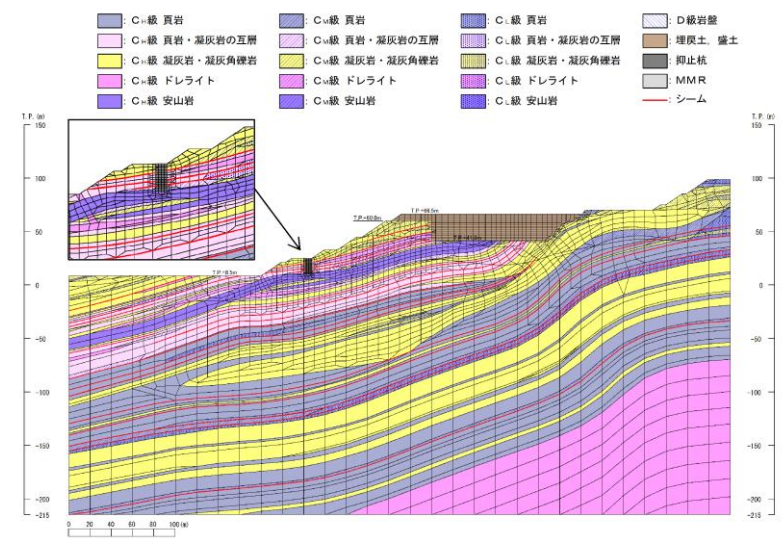 : CH級 頁岩
: CM級 頁岩
: CL級 頁岩
: D級岩盤
: CH級 頁岩・凝灰岩の互層
: CM級 頁岩・凝灰岩の互層
: CL級 頁岩・凝灰岩の互層
: 埋戻土, 盛土
: CH級 凝灰岩・凝灰角礫岩
: CM級 凝灰岩・凝灰角礫岩
: CL級 凝灰岩・凝灰角礫岩
: 抑止杭
: CH級 ドレライト
: CM級 ドレライト
: CL級 ドレライト
: MMR
: CH級 安山岩
: CM級 安山岩
: CL級 安山岩
: シーム
T.P. (m)
T.P. (m)
150
150
100
100
50
50
0
0
-50
-50
-100
-100
-150
-150
-200
-200
-215
-215
T.P.+8.5m
0 20 40 60 80 100 (m)